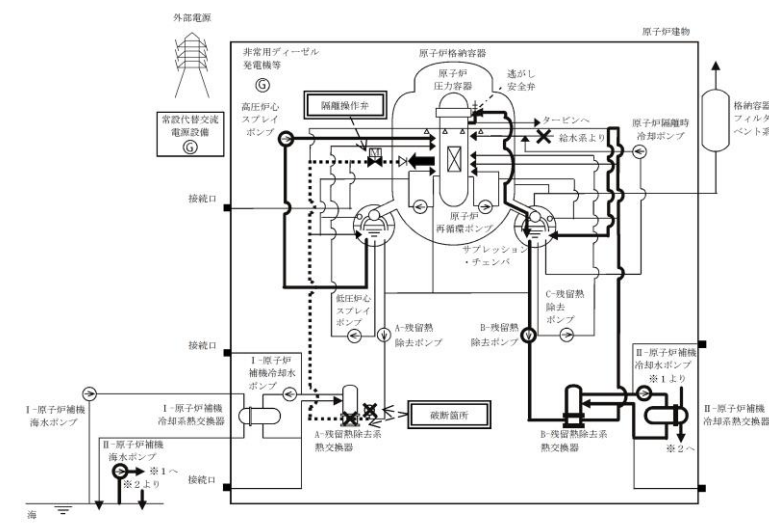 外部電源
原子炉建物
非常用ディーゼル
発電機等
G
原子炉格納容器
原子炉
圧力容器
逃がし
安全弁
高圧炉心
スプレイ
ポンプ
隔離操作弁
タービンへ
給水系より
原子炉隔離時
冷却ポンプ
格納容器
フィルタ
ベント系
常設代替交流
電源設備
G
M
接続口
原子炉
再循環ポンプ
サプレッション
・チェンバ
低圧炉心
スプレイ
ポンプ
A-残留熱
除去ポンプ
B-残留熱
除去ポンプ
C-残留熱
除去
ポンプ
接続口
Ⅰ-原子炉
補機冷却水
ポンプ
Ⅱ-原子炉補機
冷却水ポンプ
※1より
Ⅰ-原子炉補機
海水ポンプ
Ⅰ-原子炉補機
冷却系熱交換器
破断箇所
Ⅱ-原子炉補機
冷却系熱交換器
A-残留熱除去系
熱交換器
B-残留熱除去系
熱交換器
※2へ
Ⅱ-原子炉補機
海水ポンプ
※1へ
※2より
接続口
海